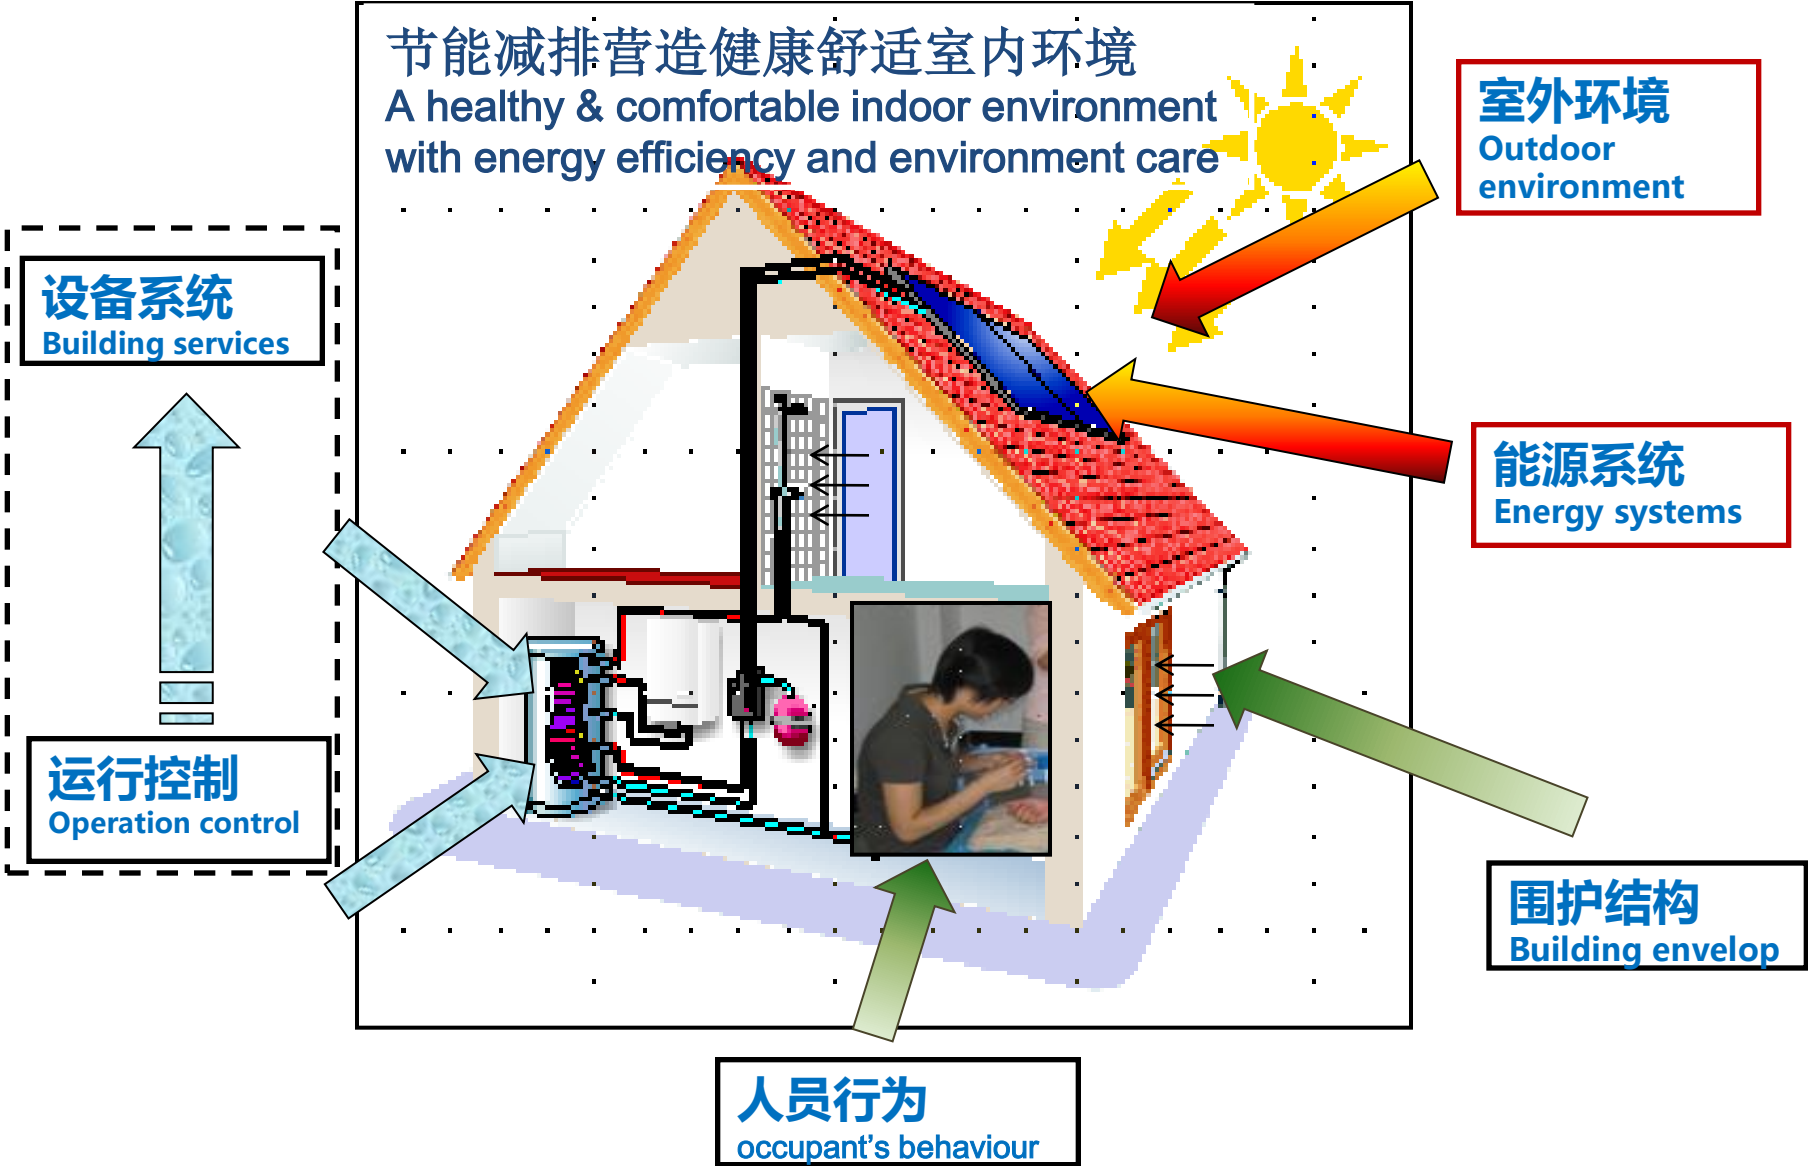 节能减排营造健康舒适室内环境
A healthy & comfortable indoor environment
with energy efficiency and environment care
室外环境
Outdoor
environment
设备系统
Building services
能源系统
Energy systems
运行控制
Operation control
围护结构
Building envelop
人员行为
occupant's behaviour